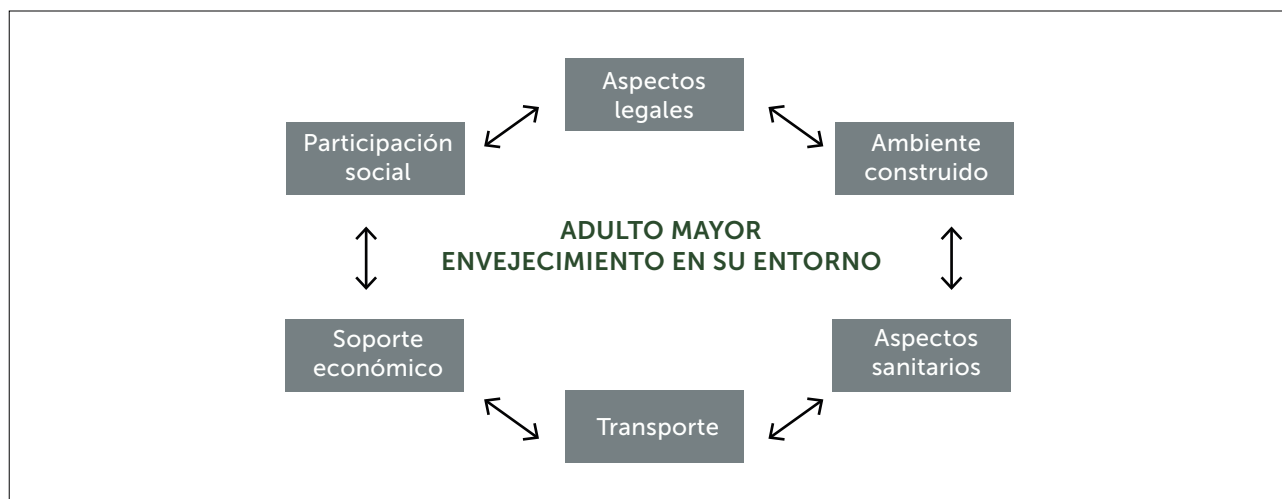 Aspectos
legales
Participación
social
Ambiente
construido
ADULTO MAYOR
ENVEJECIMIENTO EN SU ENTORNO
Soporte
económico
Aspectos
sanitarios
Transporte